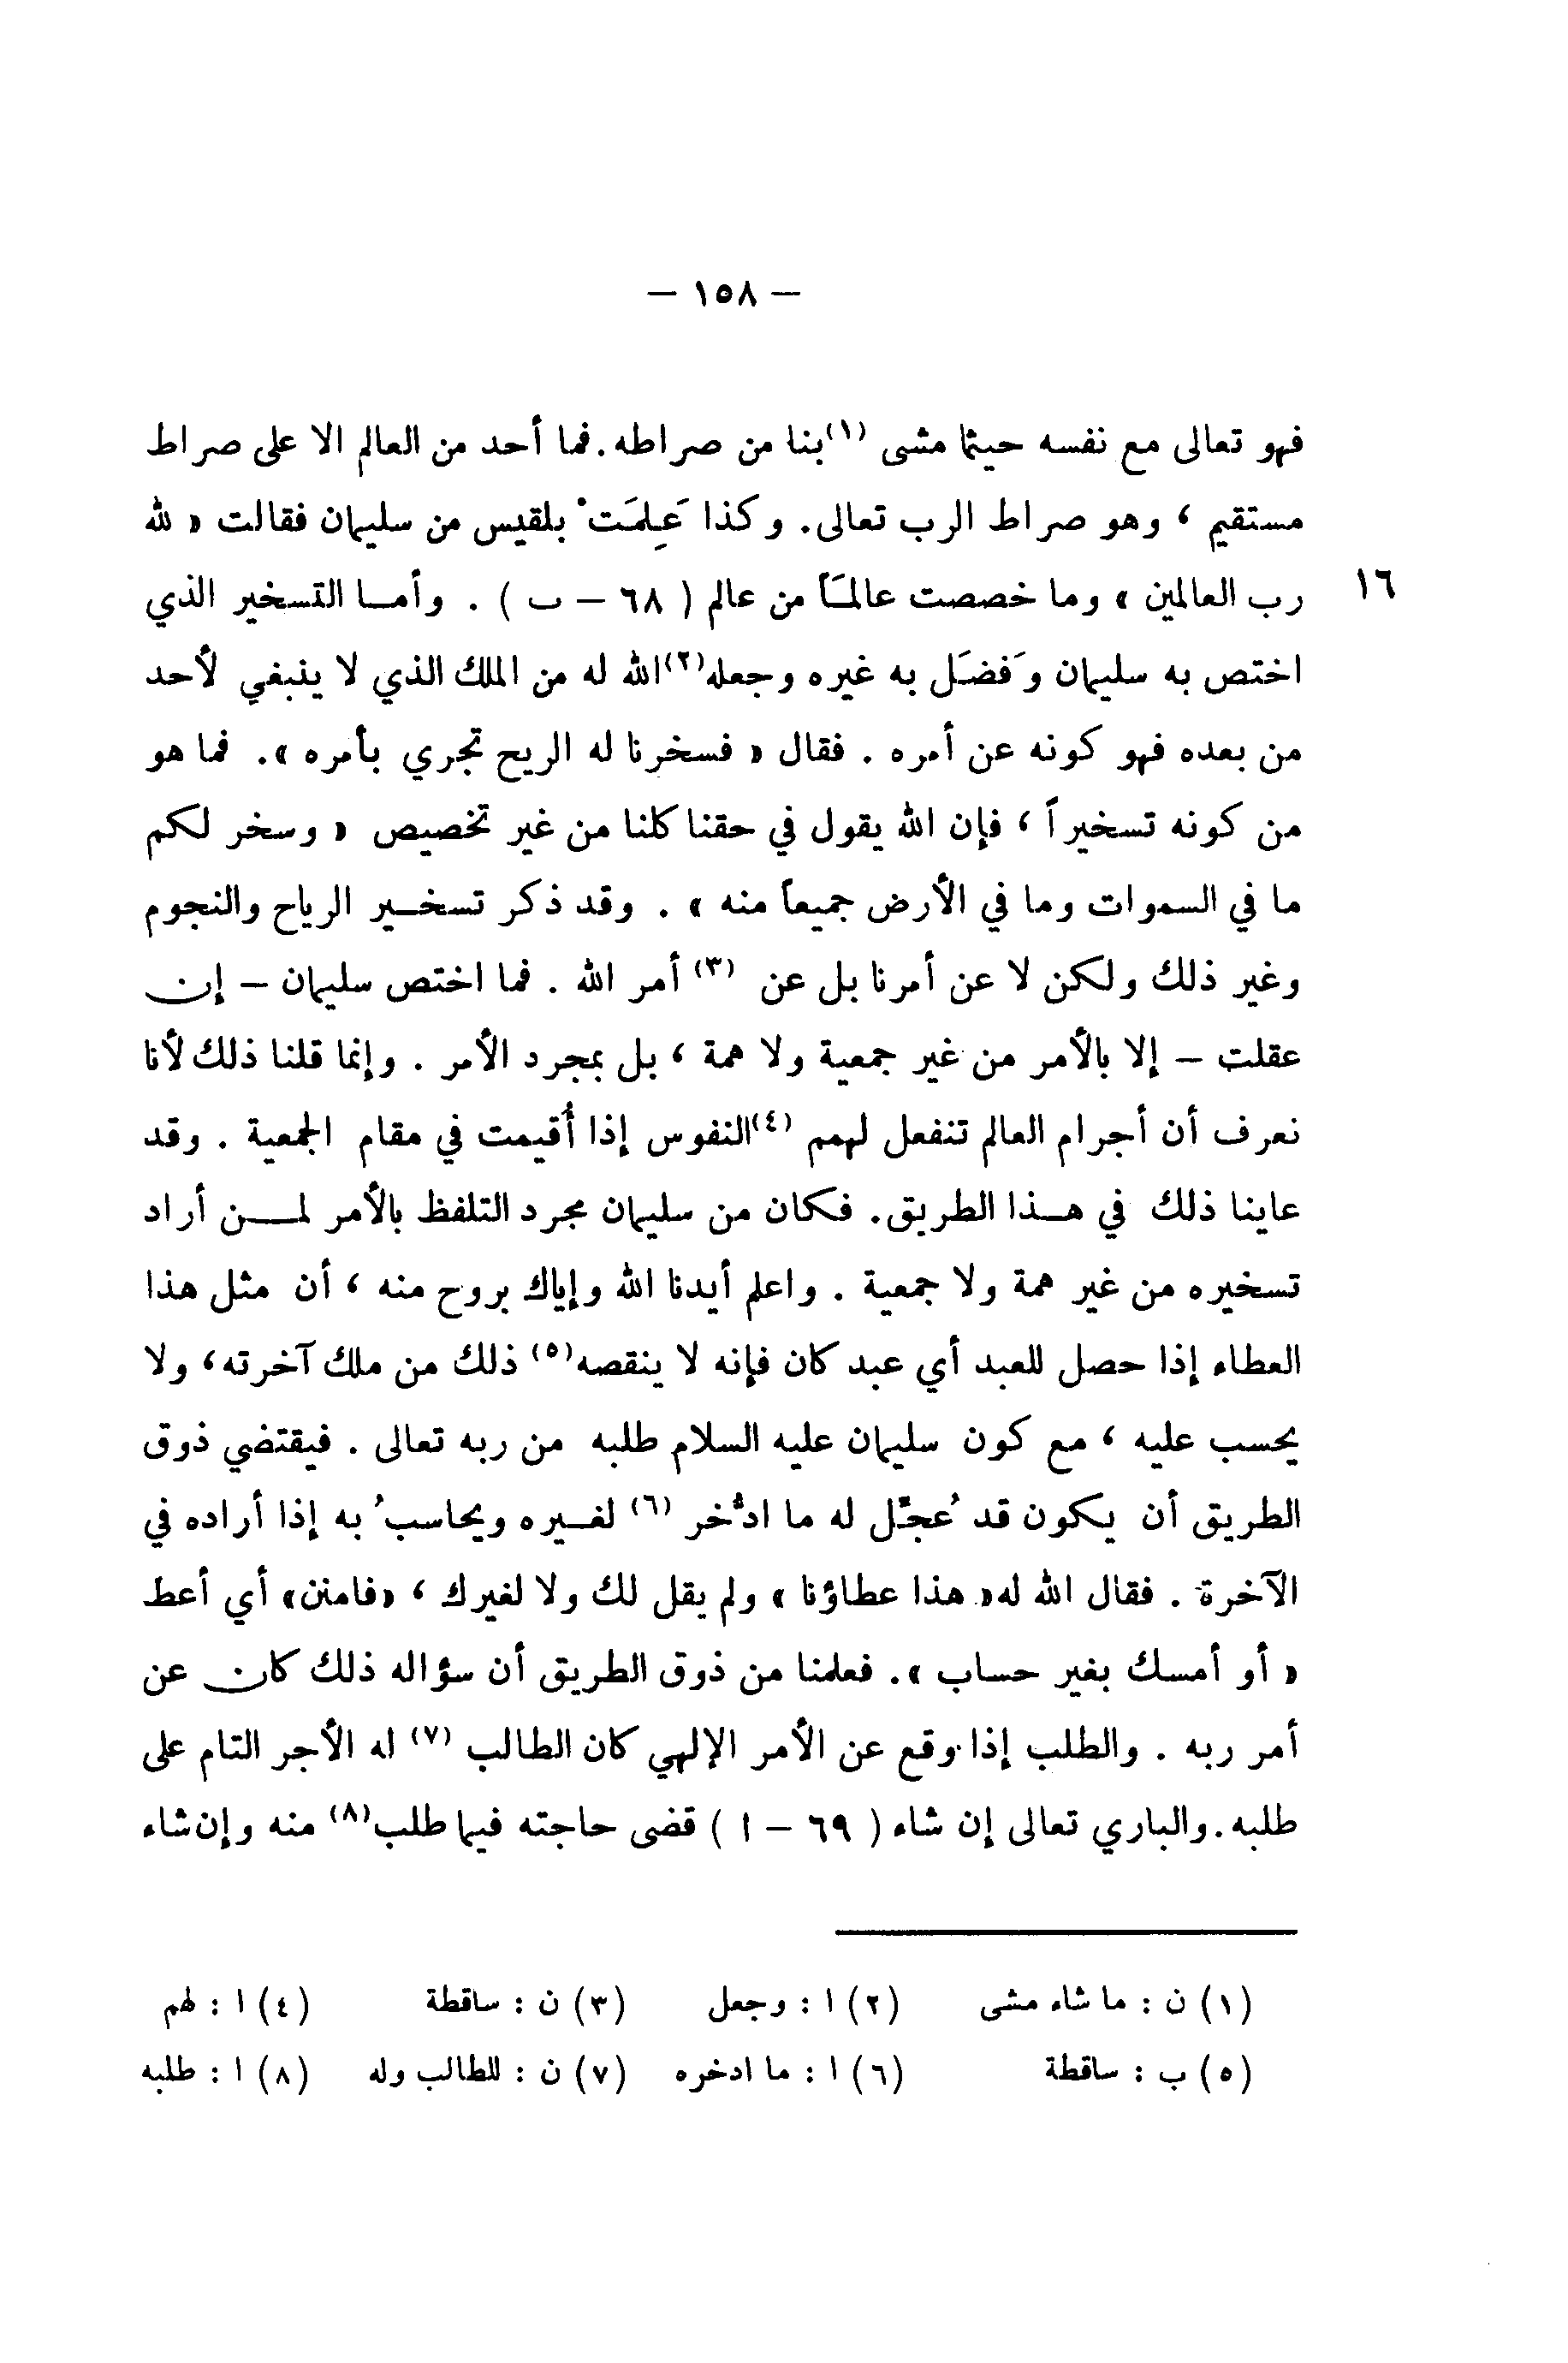 — ١٥٨ —
فهو تعالى مع نفسه حيثما مشى (١) بنا من صراطه. فما أحد من العالم الا على صراط
مستقيم ، وهو صراط الرب تعالى. وكذا عَلِمَتْ بلقيس من سليمان فقالت « لله
١٦ رب العالمين » وما خصصت عالمَاً من عالم ( ٦٨ – ب ) . وأما التسخير الذي
اختص به سليمان وَفضَل به غيره وجعله(٢) الله له من الملك الذي لا ينبغي لأحد
من بعده فهو كونه عن أمره . فقال « فسخرنا له الريح تجري بأمره ». فما هو
من كونه تسخيراً ، فإن الله يقول في حقنا كلنا من غير تخصيص « وسخر لكم
ما في السموات وما في الأرض جميعاً منه » . وقد ذكر تسخير الرياح والنجوم
وغير ذلك ولكن لا عن أمرنا بل عن (٣) أمر الله . فما اختص سليمان – إن
عقلت – إلا بالأمر من غير جمعية ولا همة ، بل بمجرد الأمر . وإنما قلنا ذلك لأنا
نعرف أن أجرام العالم تنفعل لهمم (٤) النفوس إذا أُقيمت في مقام الجمعية . وقد
عاينا ذلك في هذا الطريق. فكان من سليمان مجرد التلفظ بالأمر لمن أراد
تسخيره من غير همة ولا جمعية . واعلم أيدنا الله وإياك بروح منه ، أن مثل هذا
العطاء إذا حصل للعبد أي عبد كان فإنه لا ينقصه(٥) ذلك من ملك آخرته، ولا
يحسب عليه ، مع كون سليمان عليه السلام طلبه من ربه تعالى . فيقتضي ذوق
الطريق أن يكون قد عُجِّل له ما ادُّخر (٦) لغيره ويحاسبُ به إذا أراده في
الآخرة . فقال الله له « هذا عطاؤنا » ولم يقل لك ولا لغيرك ، «فامنن» أي أعط
« أو أمسك بغير حساب ». فعلمنا من ذوق الطريق أن سؤاله ذلك كان عن
أمر ربه . والطلب إذا وقع عن الأمر الإلهي كان الطالب (٧) له الأجر التام على
طلبه. والباري تعالى إن شاء ( ٦٩ – ا ) قضى حاجته فيما طلب(٨) منه وإن شاء
(١) ن : ما شاء مشى (٢) ا : وجعل (٣) ن : ساقطة (٤) ا : لهم
(٥) ب : ساقطة (٦) ا : ما ادخره (٧) ن : للطالب وله (٨) ا : طلبه